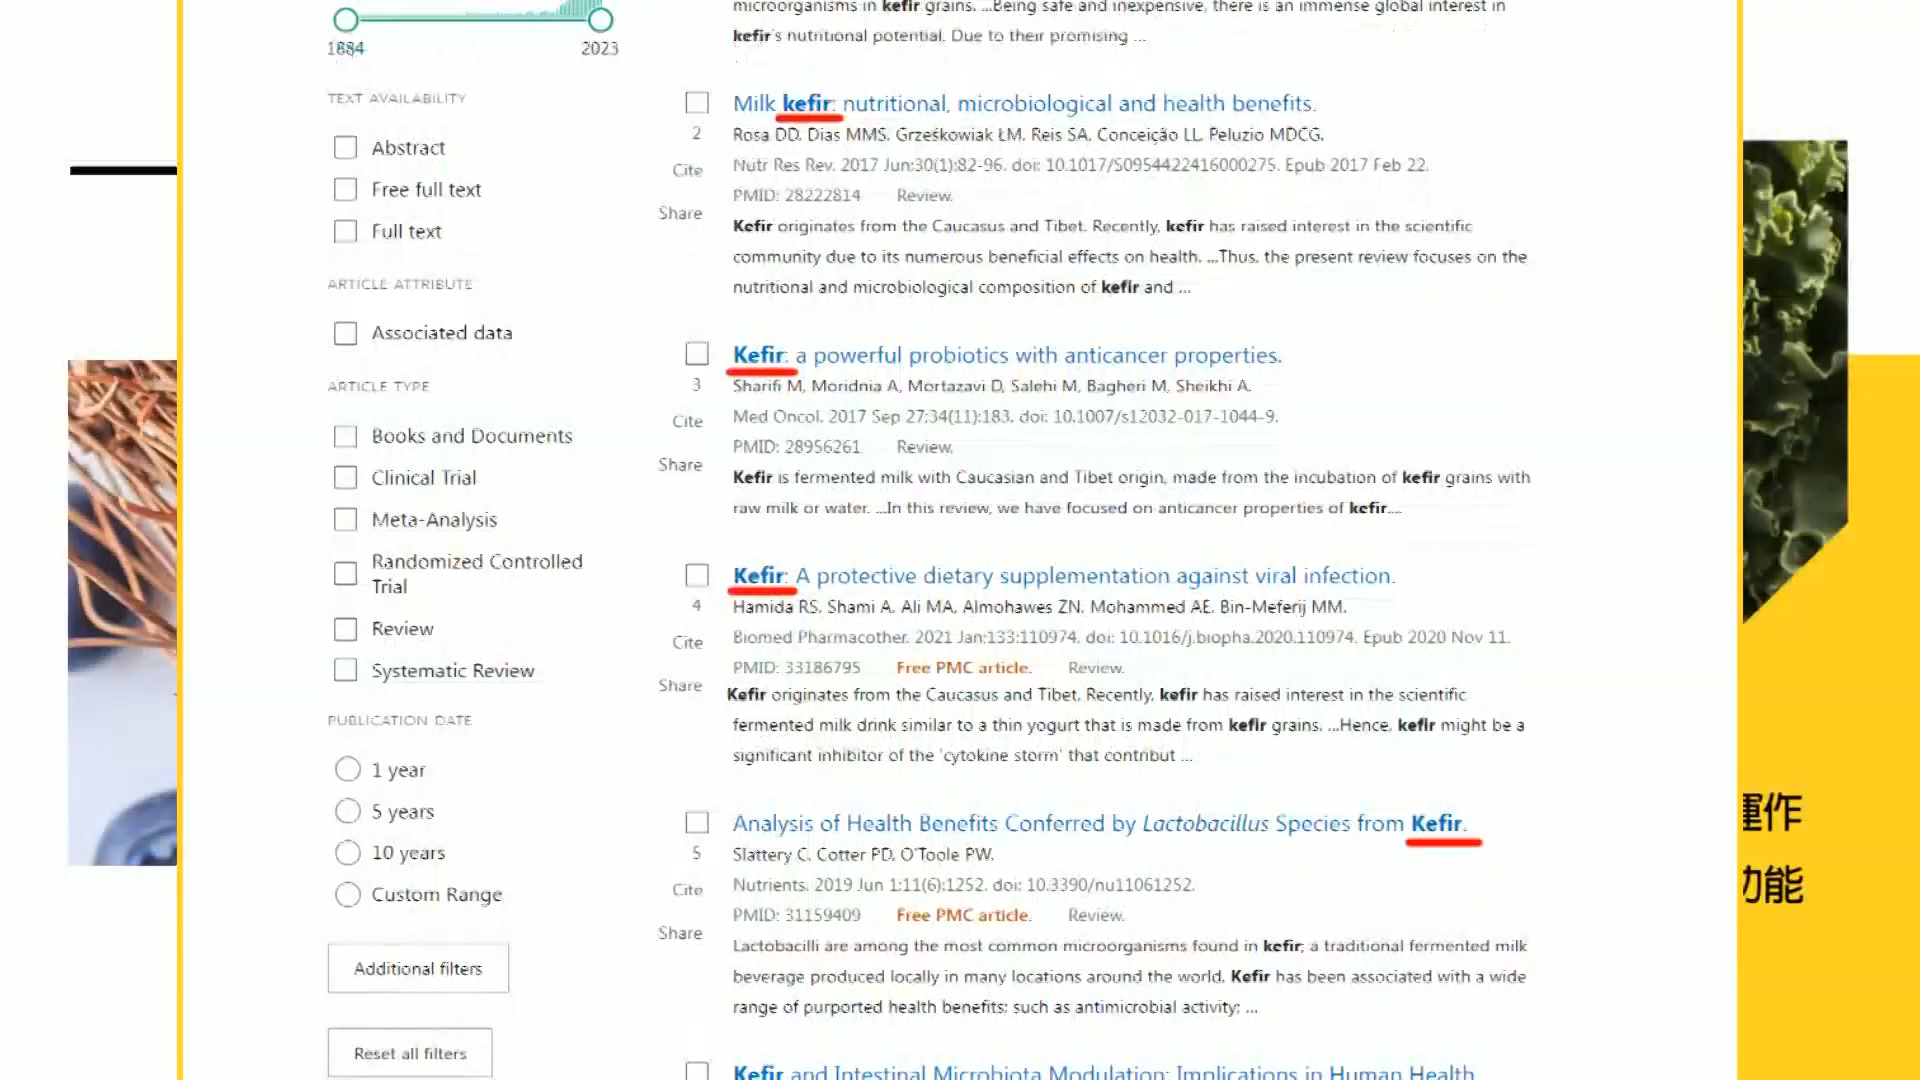 microorganisms in kefir grains. ...Being safe and inexpensive, there is an immense global interest in
kefir's nutritional potential. Due to their promising ...
1884
2023
TEXT AVAILABILITY
Abstract
Free full text
Full text
ARTICLE ATTRIBUTE
Associated data
ARTICLE TYPE
Books and Documents
Clinical Trial
Meta-Analysis
Randomized Controlled
Trial
Review
Systematic Review
PUBLICATION DATE
1 year
5 years
10 years
Custom Range
Additional filters
Reset all filters
Milk kefir: nutritional, microbiological and health benefits.
2
Rosa DD, Dias MMS, Grześkowiak ŁM, Reis SA, Conceição LL, Peluzio MDCG.
Cite
Nutr Res Rev. 2017 Jun;30(1):82-96. doi: 10.1017/S0954422416000275. Epub 2017 Feb 22.
PMID: 28222814 Review.
Share
Kefir originates from the Caucasus and Tibet. Recently, kefir has raised interest in the scientific
community due to its numerous beneficial effects on health. ...Thus, the present review focuses on the
nutritional and microbiological composition of kefir and ...
Kefir: a powerful probiotics with anticancer properties.
3
Sharifi M, Moridnia A, Mortazavi D, Salehi M, Bagheri M, Sheikhi A.
Cite
Med Oncol. 2017 Sep 27;34(11):183. doi: 10.1007/s12032-017-1044-9.
PMID: 28956261 Review.
Share
Kefir is fermented milk with Caucasian and Tibet origin, made from the incubation of kefir grains with
raw milk or water. ...In this review, we have focused on anticancer properties of kefir....
Kefir: A protective dietary supplementation against viral infection.
4
Hamida RS, Shami A, Ali MA, Almohawes ZN, Mohammed AE, Bin-Meferij MM.
Cite
Biomed Pharmacother. 2021 Jan;133:110974. doi: 10.1016/j.biopha.2020.110974. Epub 2020 Nov 11.
PMID: 33186795 Free PMC article. Review.
Share
Kefir originates from the Caucasus and Tibet. Recently, kefir has raised interest in the scientific
fermented milk drink similar to a thin yogurt that is made from kefir grains. ...Hence, kefir might be a
significant inhibitor of the 'cytokine storm' that contribut ...
Analysis of Health Benefits Conferred by Lactobacillus Species from Kefir.
5
Slattery C, Cotter PD, O'Toole PW.
Cite
Nutrients. 2019 Jun 1;11(6):1252. doi: 10.3390/nu11061252.
PMID: 31159409 Free PMC article. Review.
Share
Lactobacilli are among the most common microorganisms found in kefir; a traditional fermented milk
beverage produced locally in many locations around the world. Kefir has been associated with a wide
range of purported health benefits; such as antimicrobial activity; ...
Kefir and Intestinal Microbiota Modulation: Implications in Human Health
運作
功能